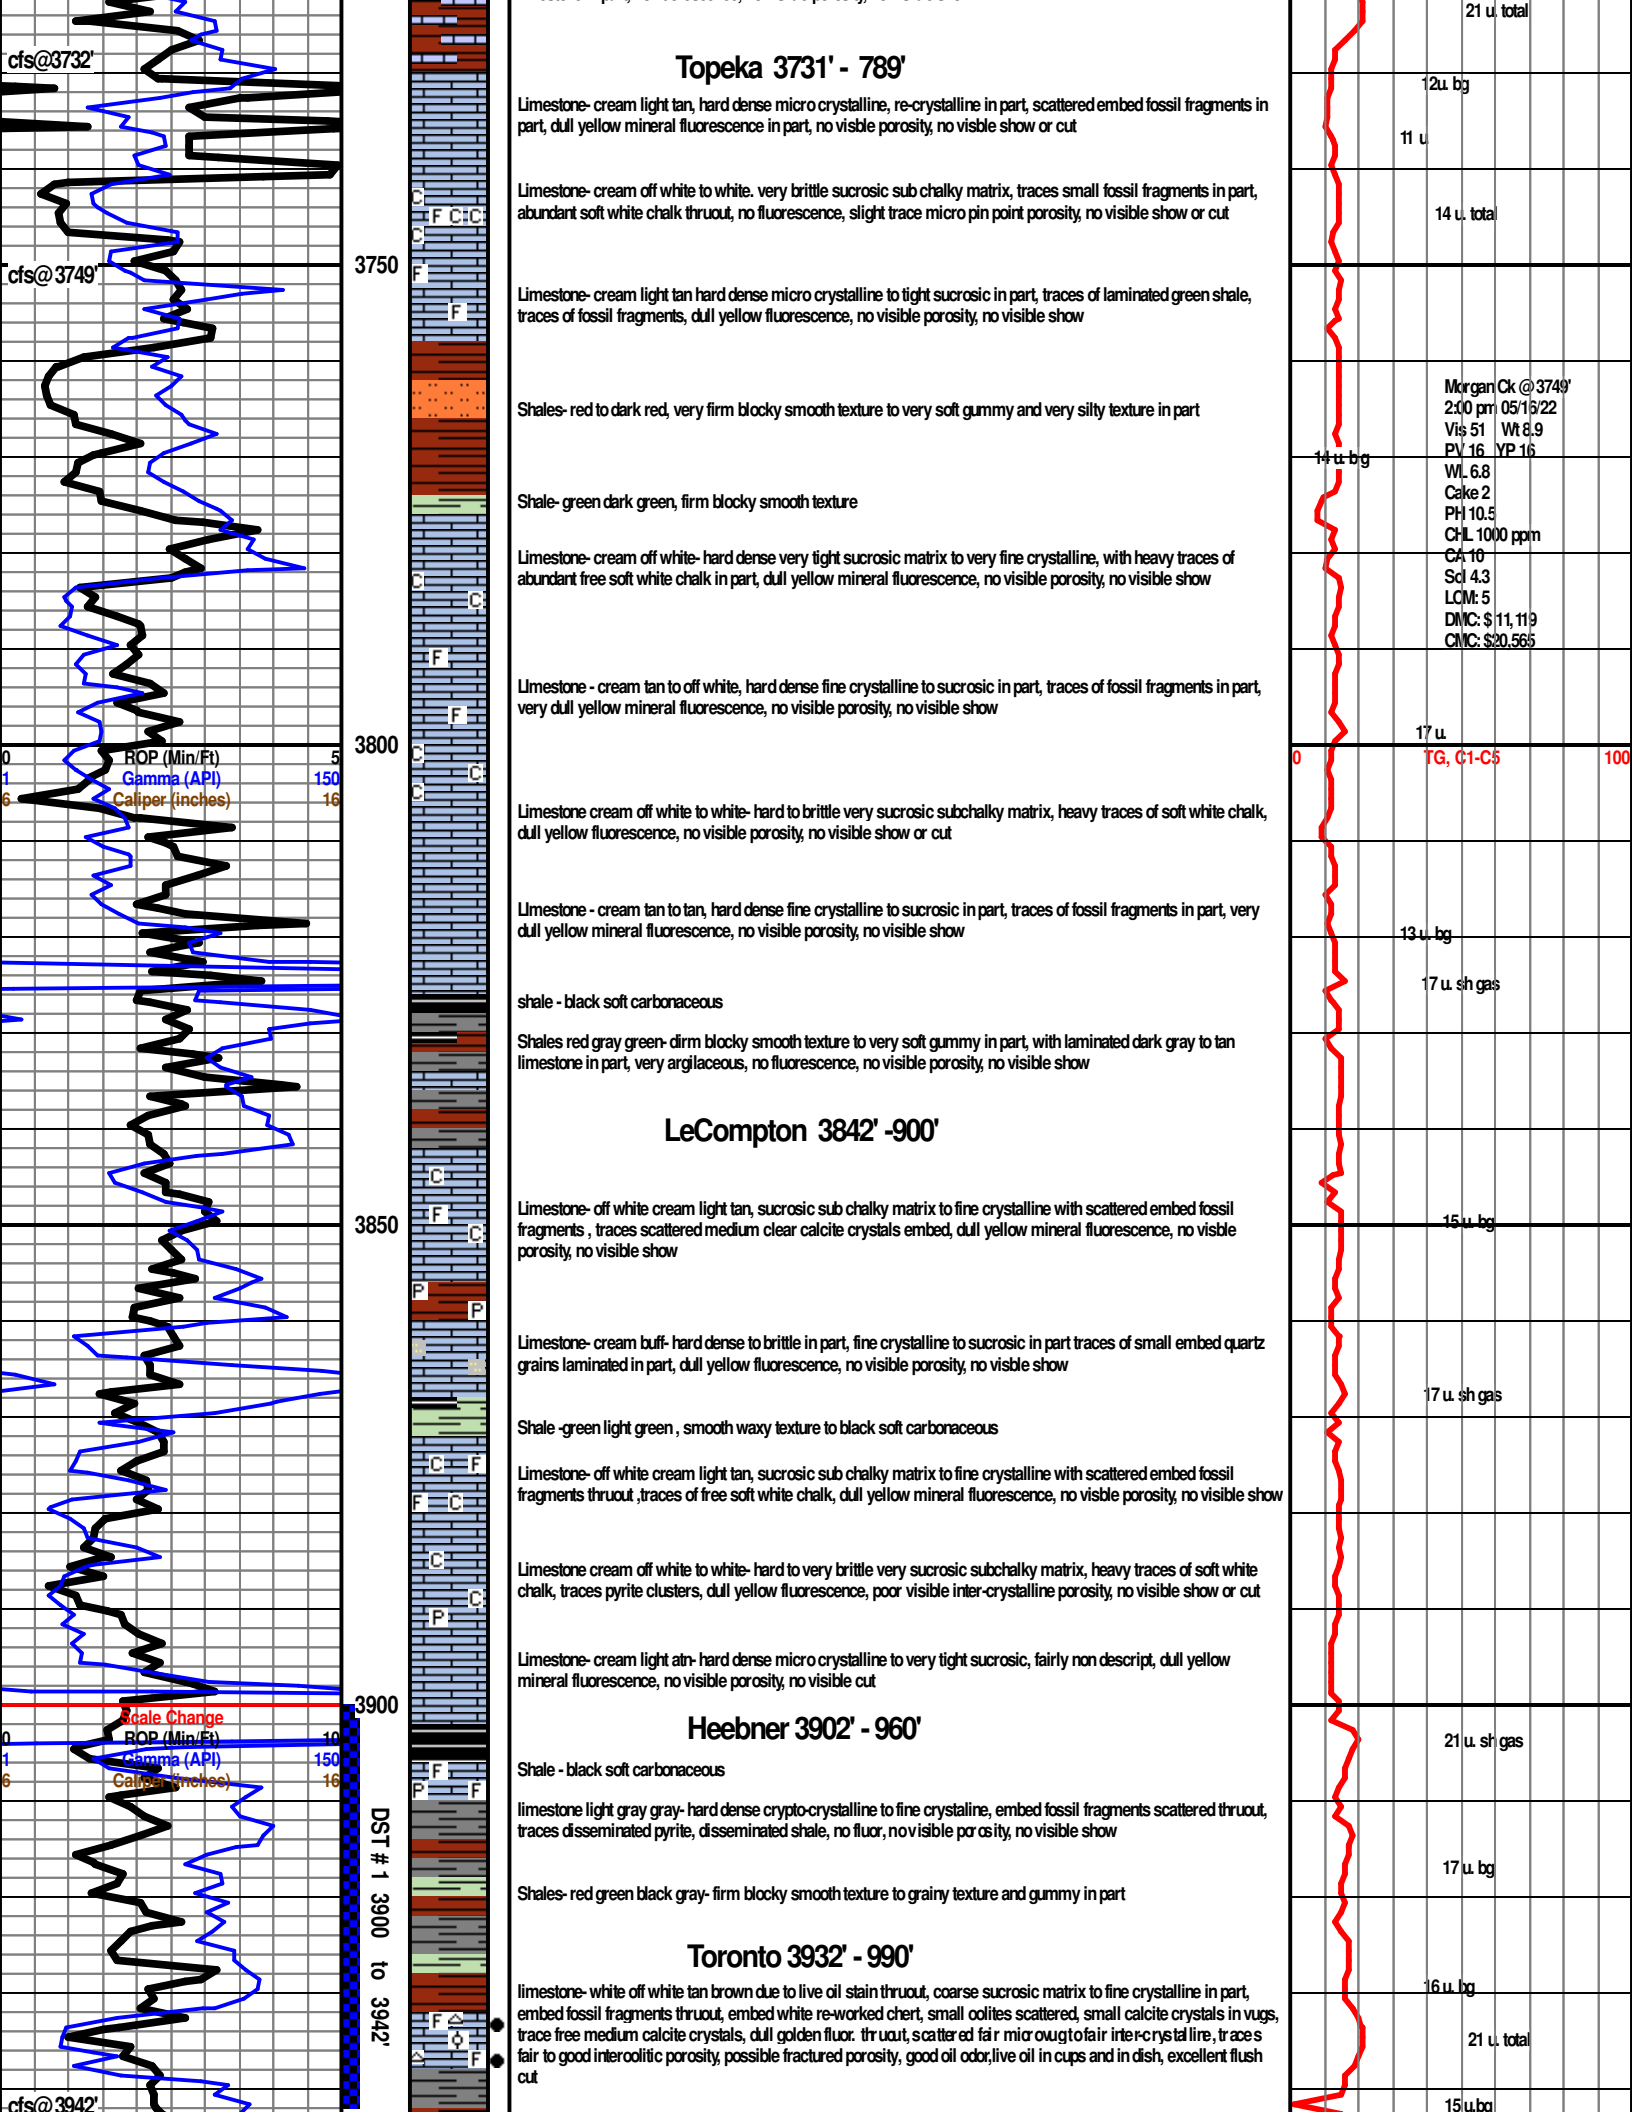 21 u. total
cfs@3732'
Topeka 3731' - 789'
12u. bg
Limestone- cream light tan, hard dense micro crystalline, re-crystalline in part, scattered embed fossil fragments in
part, dull yellow mineral fluorescence in part, no visble porosity, no visble show or cut
11 u.
Limestone- cream off white to white. very brittle sucrosic sub chalky matrix, traces small fossil fragments in part,
abundant soft white chalk thruout, no fluorescence, slight trace micro pin point porosity, no visible show or cut
C
F C C
C
14 u. total
cfs@3749'
3750
F
Limestone- cream light tan hard dense micro crystalline to tight sucrosic in part, traces of laminated green shale,
traces of fossil fragments, dull yellow fluorescence, no visible porosity, no visible show
F
Morgan Ck @ 3749'
2:00 pm 05/16/22
Vis 51 Wt 8.9
PV 16 YP 16
WL 6.8
Cake 2
PH 10.5
CHL 1000 ppm
CA 10
Sol 4.3
LCM: 5
DMC: $ 11,119
CMC: $20,565
Shales- red to dark red, very firm blocky smooth texture to very soft gummy and very silty texture in part
14 u. bg
Shale- green dark green, firm blocky smooth texture
Limestone- cream off white- hard dense very tight sucrosic matrix to very fine crystalline, with heavy traces of
abundant free soft white chalk in part, dull yellow mineral fluorescence, no visible porosity, no visible show
C
C
F
LImestone - cream tan to off white, hard dense fine crystalline to sucrosic in part, traces of fossil fragments in part,
very dull yellow mineral fluorescence, no visible porosity, no visible show
F
17 u.
3800
0 ROP (Min/Ft) 5
1 Gamma (API) 150
6 Caliper (inches) 16
0 TG, C1-C5 100
C
C
C
Limestone cream off white to white- hard to brittle very sucrosic subchalky matrix, heavy traces of soft white chalk,
dull yellow fluorescence, no visible porosity, no visible show or cut
LImestone - cream tan to tan, hard dense fine crystalline to sucrosic in part, traces of fossil fragments in part, very
dull yellow mineral fluorescence, no visible porosity, no visible show
13 u. bg
17 u. sh gas
shale - black soft carbonaceous
Shales red gray green- dirm blocky smooth texture to very soft gummy in part, with laminated dark gray to tan
limestone in part, very argilaceous, no fluorescence, no visible porosity, no visible show
LeCompton 3842' -900'
C
F
C
3850
Limestone- off white cream light tan, sucrosic sub chalky matrix to fine crystalline with scattered embed fossil
fragments , traces scattered medium clear calcite crystals embed, dull yellow mineral fluorescence, no visble
porosity, no visible show
15 u. bg
P
P
Limestone- cream buff- hard dense to brittle in part, fine crystalline to sucrosic in part traces of small embed quartz
grains laminated in part, dull yellow fluorescence, no visible porosity, no visble show
17 u. sh gas
Shale -green light green , smooth waxy texture to black soft carbonaceous
C F
F C
Limestone- off white cream light tan, sucrosic sub chalky matrix to fine crystalline with scattered embed fossil
fragments thruout ,traces of free soft white chalk, dull yellow mineral fluorescence, no visble porosity, no visible show
C
C
P
Limestone cream off white to white- hard to very brittle very sucrosic subchalky matrix, heavy traces of soft white
chalk, traces pyrite clusters, dull yellow fluorescence, poor visible inter-crystalline porosity, no visible show or cut
Limestone- cream light atn- hard dense micro crystalline to very tight sucrosic, fairly non descript, dull yellow
mineral fluorescence, no visible porosity, no visible cut
3900
Scale Change
0 ROP (Min/Ft) 10
1 Gamma (API) 150
6 Caliper (inches) 16
Heebner 3902' - 960'
21 u. sh gas
Shale - black soft carbonaceous
F
P F
limestone light gray gray- hard dense crypto-crystalline to fine crystaline, embed fossil fragments scattered thruout,
traces disseminated pyrite, disseminated shale, no fluor, no visible porosity, no visible show
DST # 1 3900 to 3942'
17 u. bg
Shales- red green black gray- firm blocky smooth texture to grainy texture and gummy in part
Toronto 3932' - 990'
16 u. bg
limestone- white off white tan brown due to live oil stain thruout, coarse sucrosic matrix to fine crystalline in part,
embed fossil fragments thruout, embed white re-worked chert, small oolites scattered, small calcite crystals in vugs,
trace free medium calcite crystals, dull golden fluor. thruout, scattered fair microvug to fair inter-crystalline, traces
fair to good interoolitic porosity, possible fractured porosity, good oil odor,live oil in cups and in dish, excellent flush
cut
F
F
21 u. total
cfs@3942'
15 u.bg